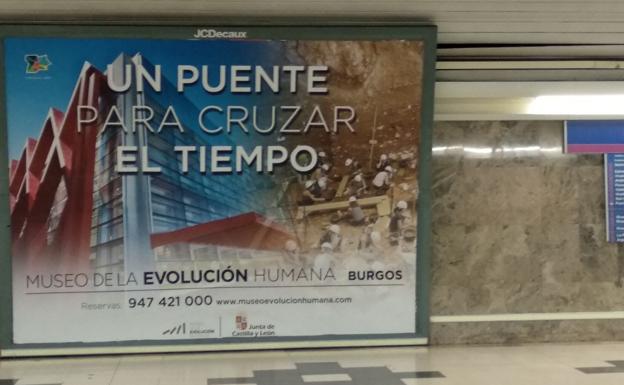 JCDecaux
UN PUENTE
PARA CRUZAR
EL TIEMPO
MUSEO DE LA EVOLUCIÓN HUMANA BURGOS
Reservas: 947 421 000 www.museoevolucionhumana.com
EVOLUCIÓN
Junta de
Castilla y León